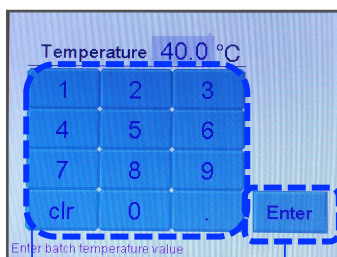 Temperature 40.0 °C
1 2 3
4 5 6
7 8 9
clr 0 .
Enter
Enter batch temperature value